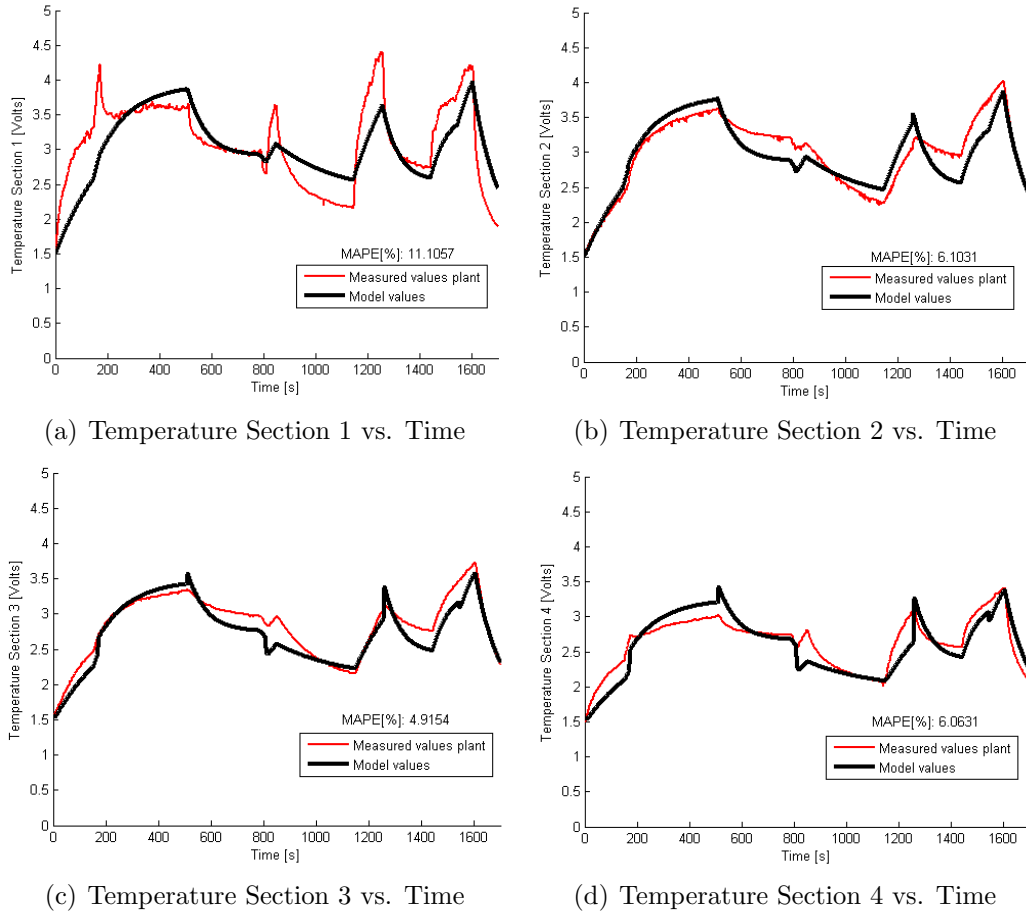 5
4.5
4
3.5
3
2.5
2
1.5
1
0.5
0
Temperature Section 1 [Volts]
MAPE[%]: 11.1057
Measured values plant
Model values
0 200 400 600 800 1000 1200 1400 1600
Time [s]
(a) Temperature Section 1 vs. Time
5
4.5
4
3.5
3
2.5
2
1.5
1
0.5
0
Temperature Section 2 [Volts]
MAPE[%]: 6.1031
Measured values plant
Model values
0 200 400 600 800 1000 1200 1400 1600
Time [s]
(b) Temperature Section 2 vs. Time
5
4.5
4
3.5
3
2.5
2
1.5
1
0.5
0
Temperature Section 3 [Volts]
MAPE[%]: 4.9154
Measured values plant
Model values
0 200 400 600 800 1000 1200 1400 1600
Time [s]
(c) Temperature Section 3 vs. Time
5
4.5
4
3.5
3
2.5
2
1.5
1
0.5
0
Temperature Section 4 [Volts]
MAPE[%]: 6.0631
Measured values plant
Model values
0 200 400 600 800 1000 1200 1400 1600
Time [s]
(d) Temperature Section 4 vs. Time